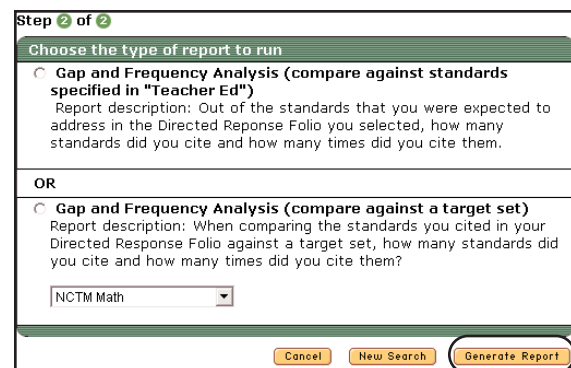 Step 2 of 2
Choose the type of report to run
Gap and Frequency Analysis (compare against standards
specified in "Teacher Ed")
Report description: Out of the standards that you were expected to
address in the Directed Reponse Folio you selected, how many
standards did you cite and how many times did you cite them.
OR
Gap and Frequency Analysis (compare against a target set)
Report description: When comparing the standards you cited in your
Directed Response Folio against a target set, how many standards did
you cite and how many times did you cite them?
NCTM Math
Cancel New Search Generate Report